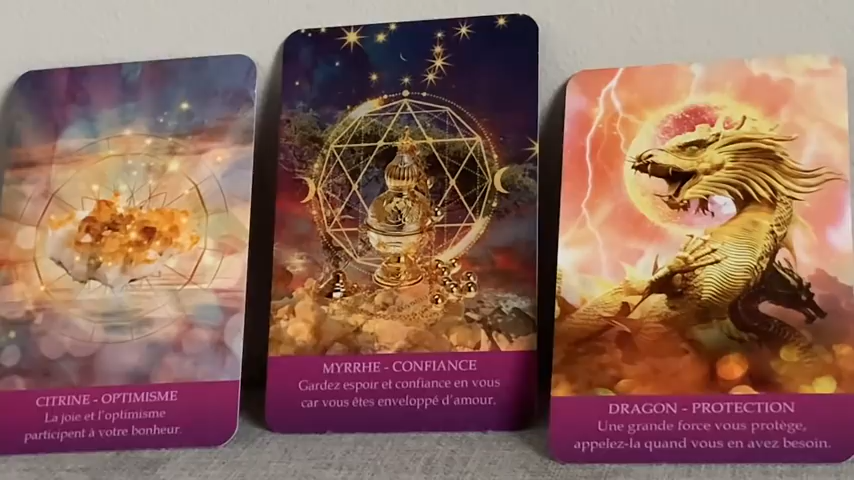 CITRINE - OPTIMISME
La joie et l'optimisme
participent à votre bonheur.
MYRRHE - CONFIANCE
Gardez espoir et confiance en vous
car vous êtes enveloppé d'amour.
DRAGON - PROTECTION
Une grande force vous protège,
appelez-la quand vous en avez besoin.